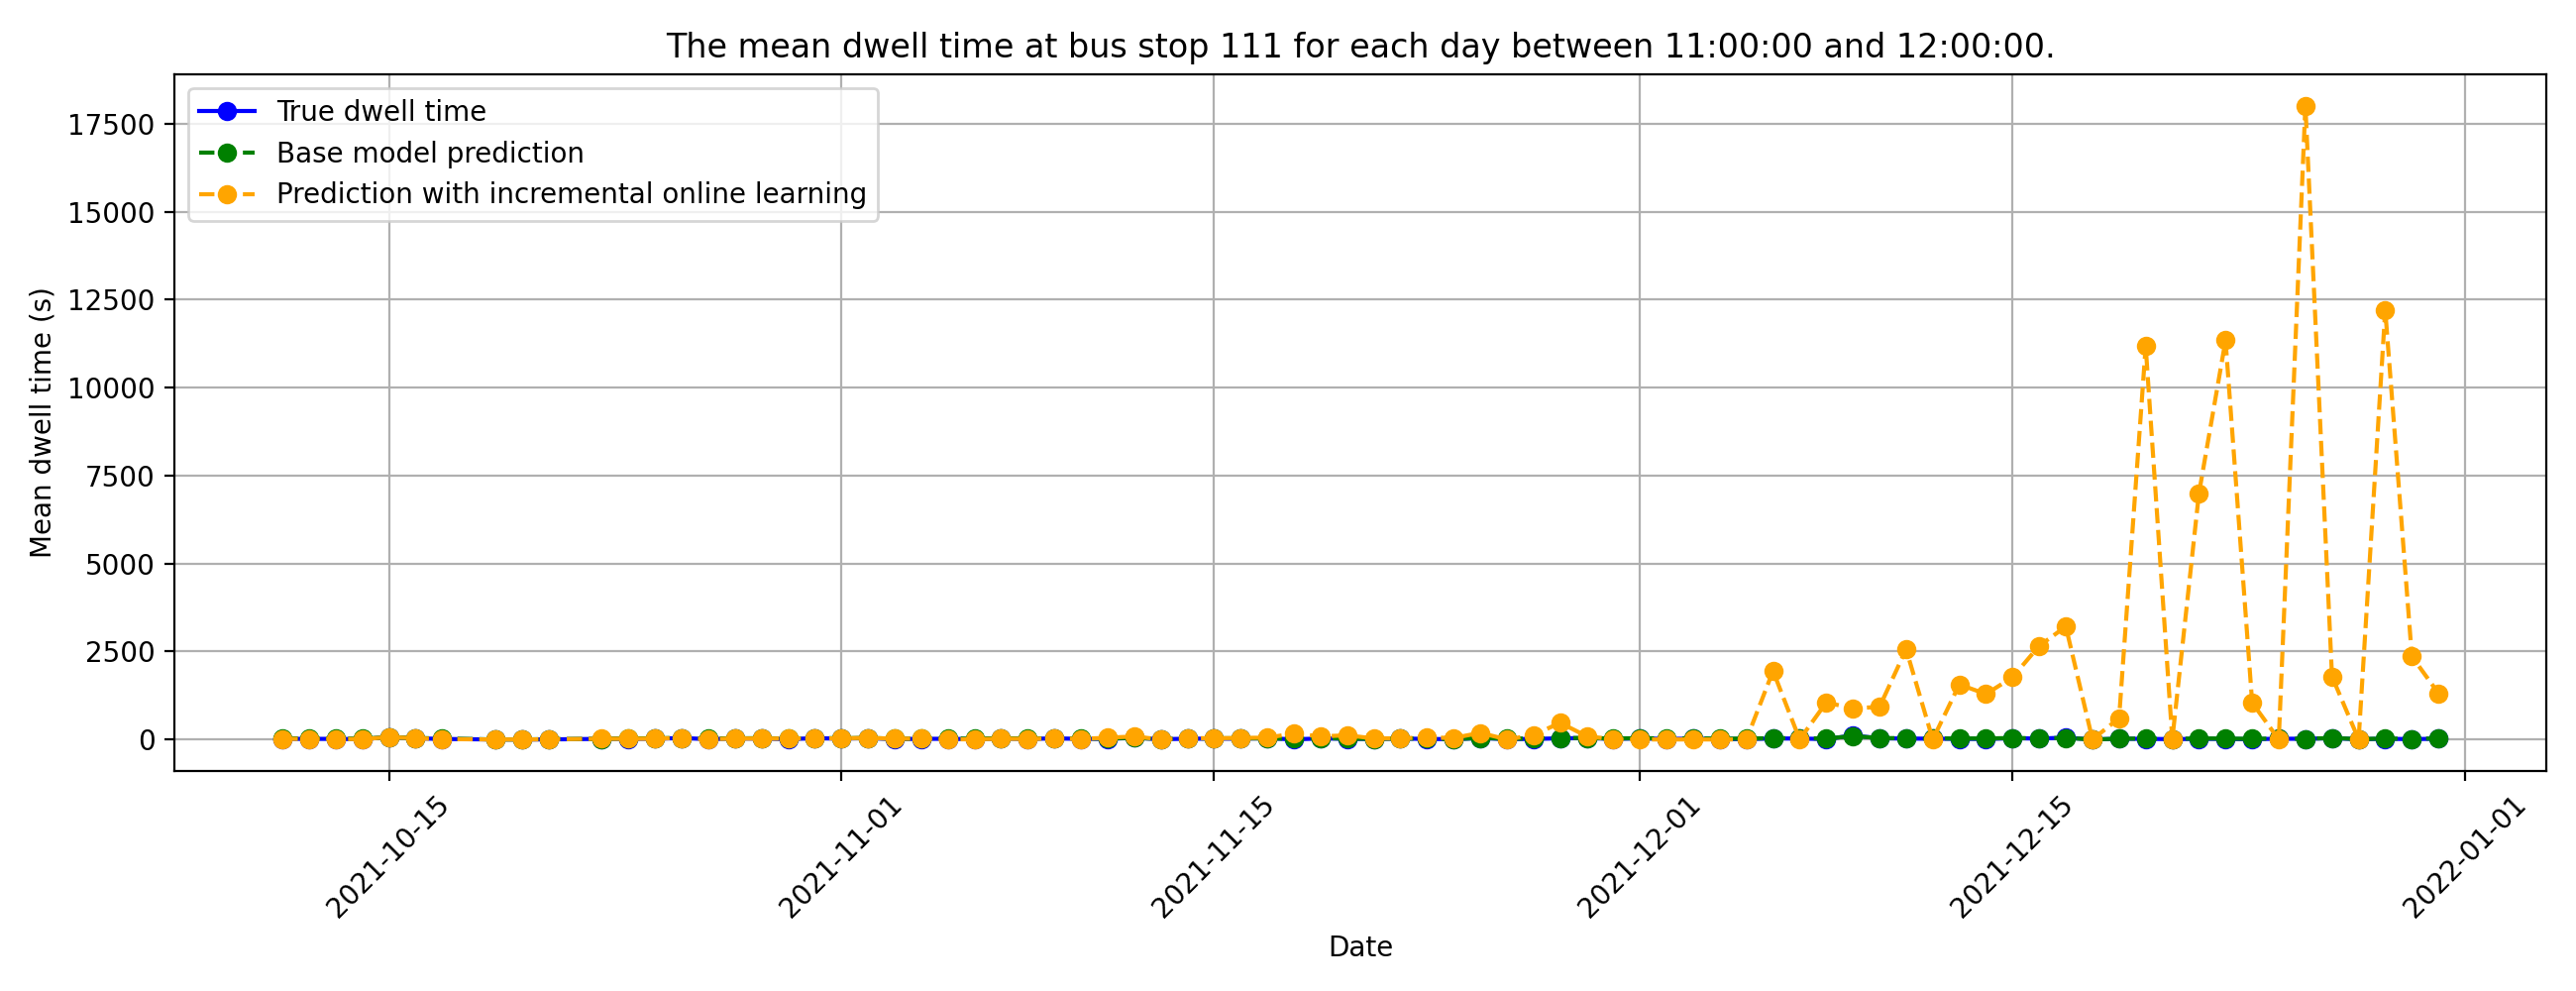 The mean dwell time at bus stop 111 for each day between 11:00:00 and 12:00:00.
True dwell time
Base model prediction
Prediction with incremental online learning
17500
15000
12500
10000
7500
5000
2500
0
Mean dwell time (s)
2021-10-15
2021-11-01
2021-11-15
2021-12-01
2021-12-15
2022-01-01
Date